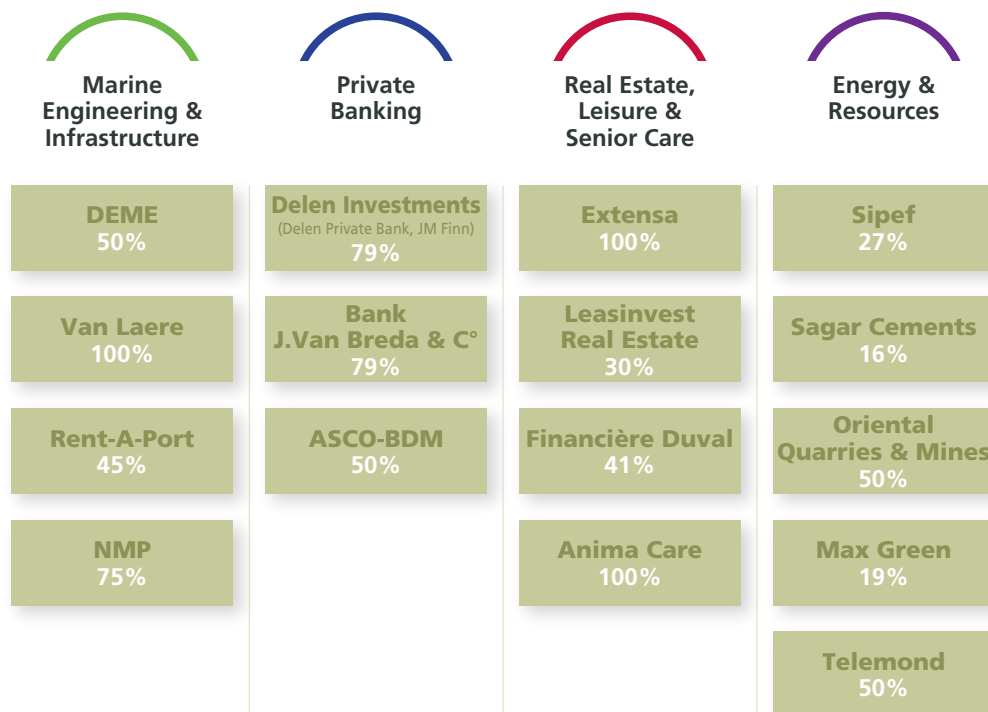 Marine
Engineering &
Infrastructure
DEME
50%
Van Laere
100%
Rent-A-Port
45%
NMP
75%
Private
Banking
Delen Investments
(Delen Private Bank, JM Finn)
79%
Bank
J.Van Breda & C°
79%
ASCO-BDM
50%
Real Estate,
Leisure &
Senior Care
Extensa
100%
Leasinvest
Real Estate
30%
Financière Duval
41%
Anima Care
100%
Energy &
Resources
Sipef
27%
Sagar Cements
16%
Oriental
Quarries & Mines
50%
Max Green
19%
Telemond
50%